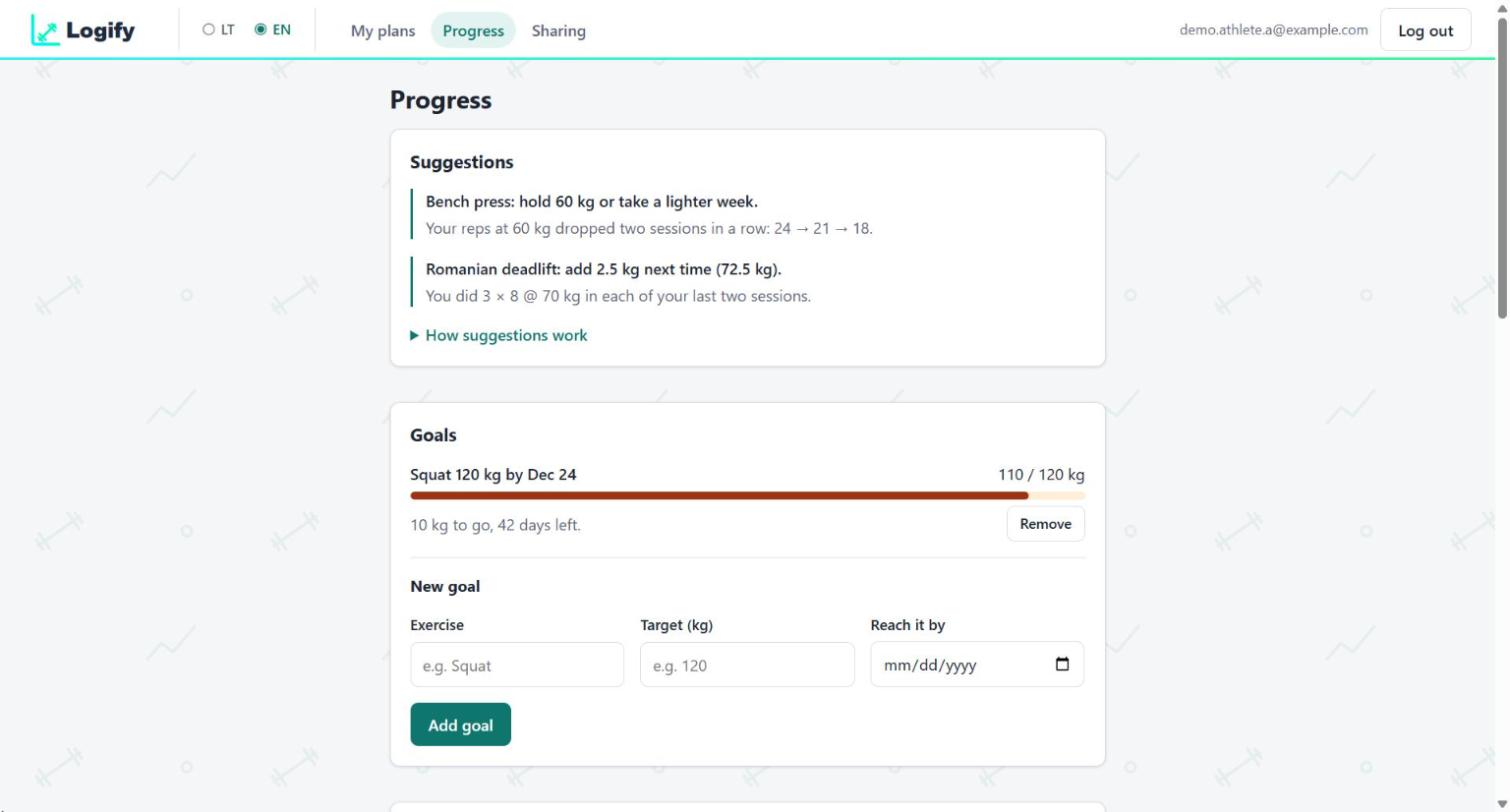 Logify
LT
EN
My plans
Progress
Sharing
demo.athlete.a@example.com
Log out
Progress
Suggestions
Bench press: hold 60 kg or take a lighter week.
Your reps at 60 kg dropped two sessions in a row: 24 → 21 → 18.
Romanian deadlift: add 2.5 kg next time (72.5 kg).
You did 3 × 8 @ 70 kg in each of your last two sessions.
How suggestions work
Goals
Squat 120 kg by Dec 24
110 / 120 kg
10 kg to go, 42 days left.
Remove
New goal
Exercise
Target (kg)
Reach it by
e.g. Squat
e.g. 120
mm/dd/yyyy
Add goal